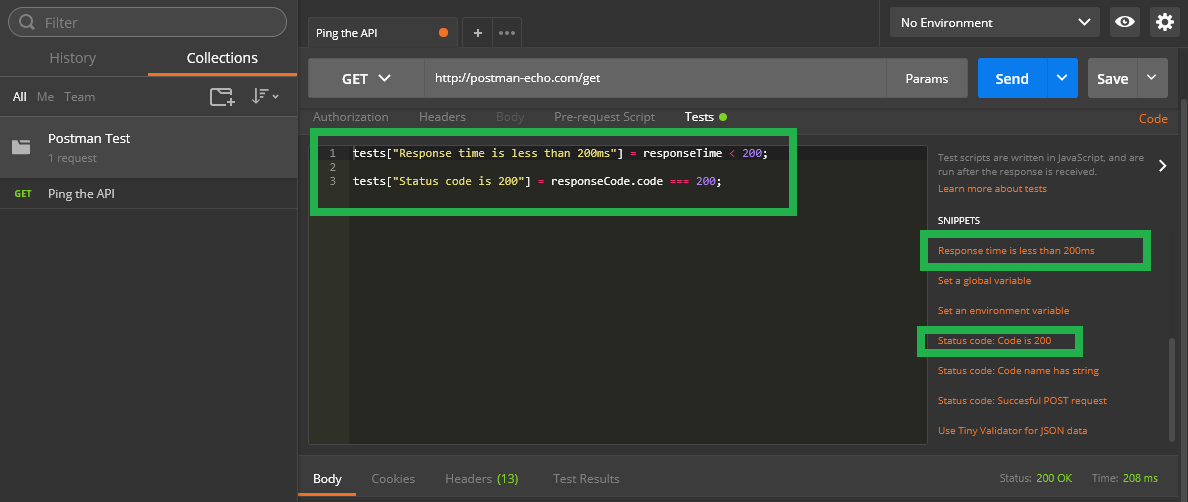 Filter
History Collections
All Me Team
Postman Test
1 request
GET Ping the API
Ping the API + •••
No Environment
GET http://postman-echo.com/get Params Send Save
Authorization Headers Body Pre-request Script Tests Code
1 tests["Response time is less than 200ms"] = responseTime < 200;
2
3 tests["Status code is 200"] = responseCode.code === 200;
Test scripts are written in JavaScript, and are
run after the response is received.
Learn more about tests
SNIPPETS
Response time is less than 200ms
Set a global variable
Set an environment variable
Status code: Code is 200
Status code: Code name has string
Status code: Succesful POST request
Use Tiny Validator for JSON data
Body Cookies Headers (13) Test Results Status: 200 OK Time: 208 ms